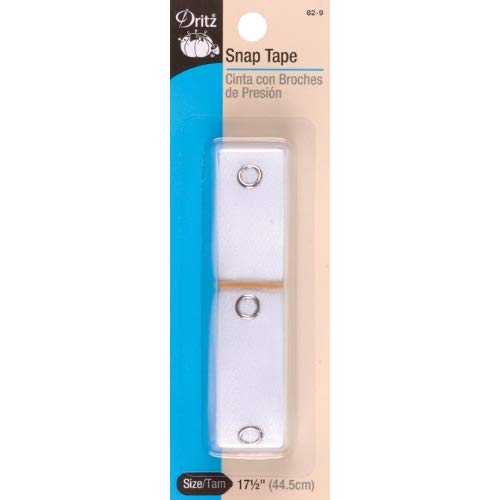 Dritz®
82-9
Snap Tape
Cinta con Broches
de Presión
Size/Tam 17½" (44.5cm)